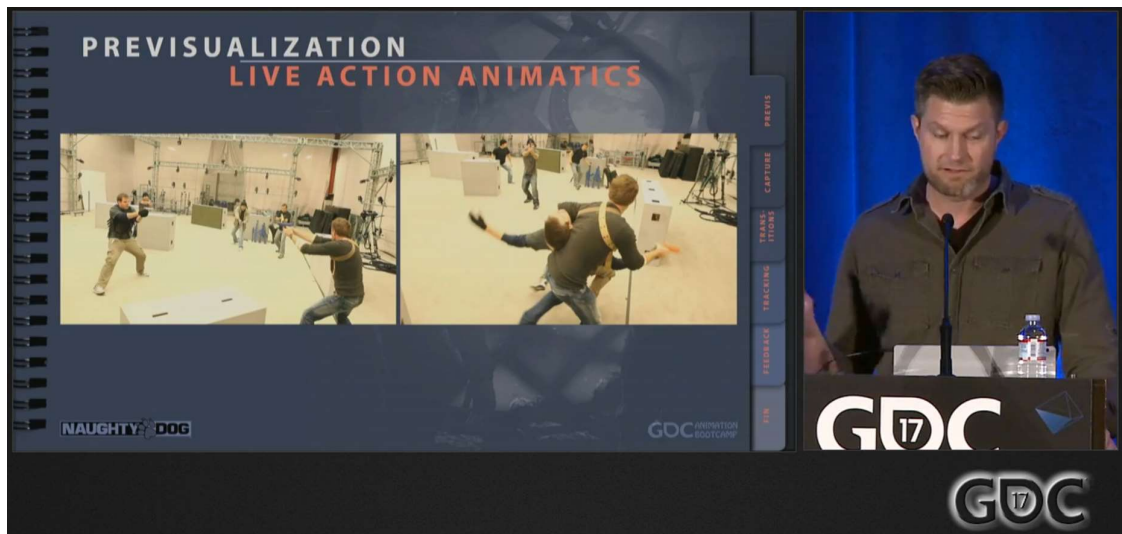 PREVISUALIZATION
LIVE ACTION ANIMATICS
PREVIS
CAPTURE
TRANS-
ITIONS
TRACKING
FEEDBACK
FIN
NAUGHTY DOG
GDC ANIMATION
BOOTCAMP
GDC
17
GDC
17